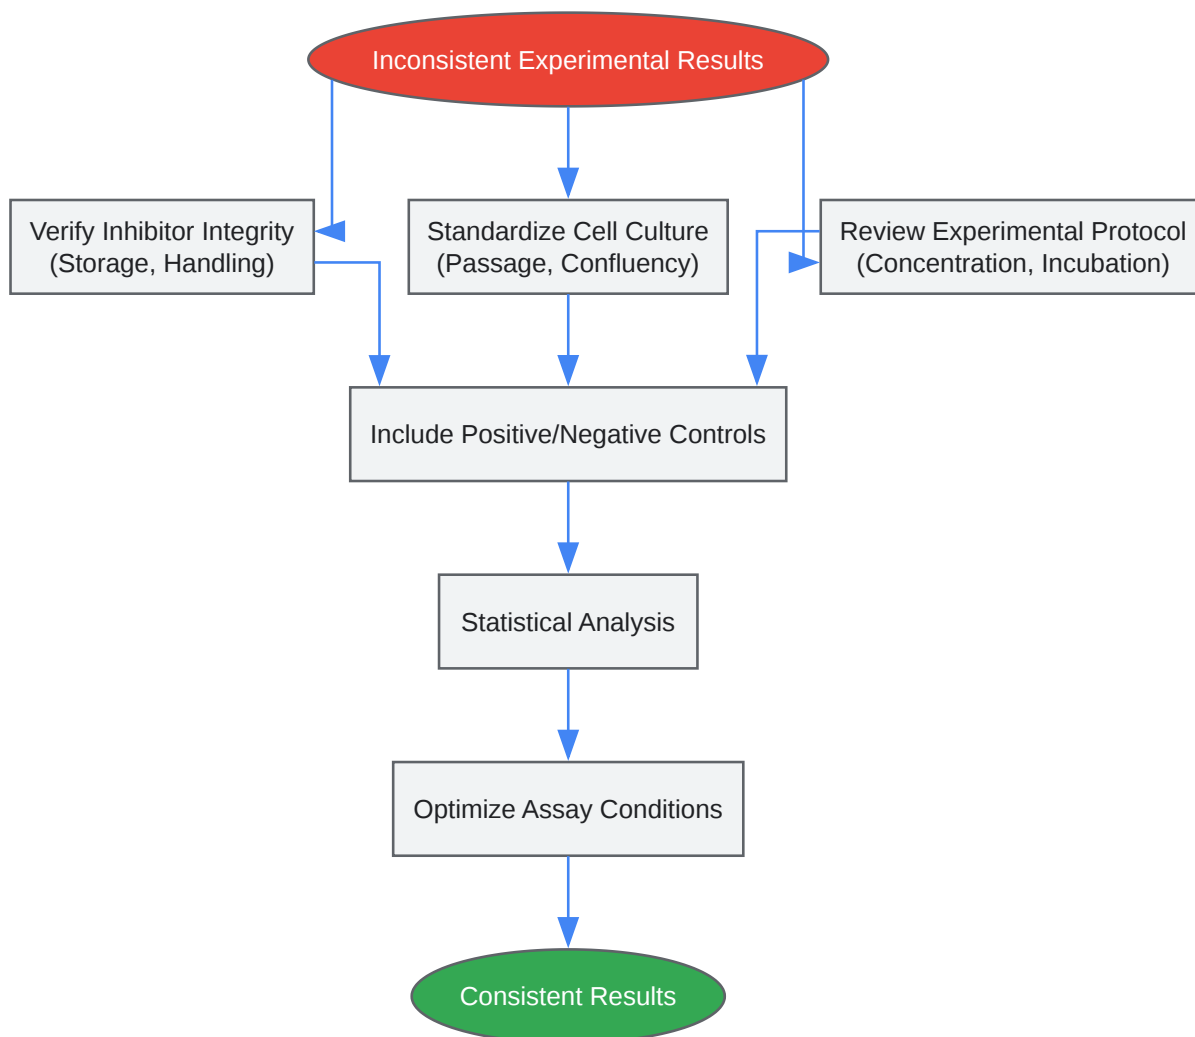 Inconsistent Experimental Results
Verify Inhibitor Integrity
(Storage, Handling)
Standardize Cell Culture
(Passage, Confluency)
Review Experimental Protocol
(Concentration, Incubation)
Include Positive/Negative Controls
Statistical Analysis
Optimize Assay Conditions
Consistent Results